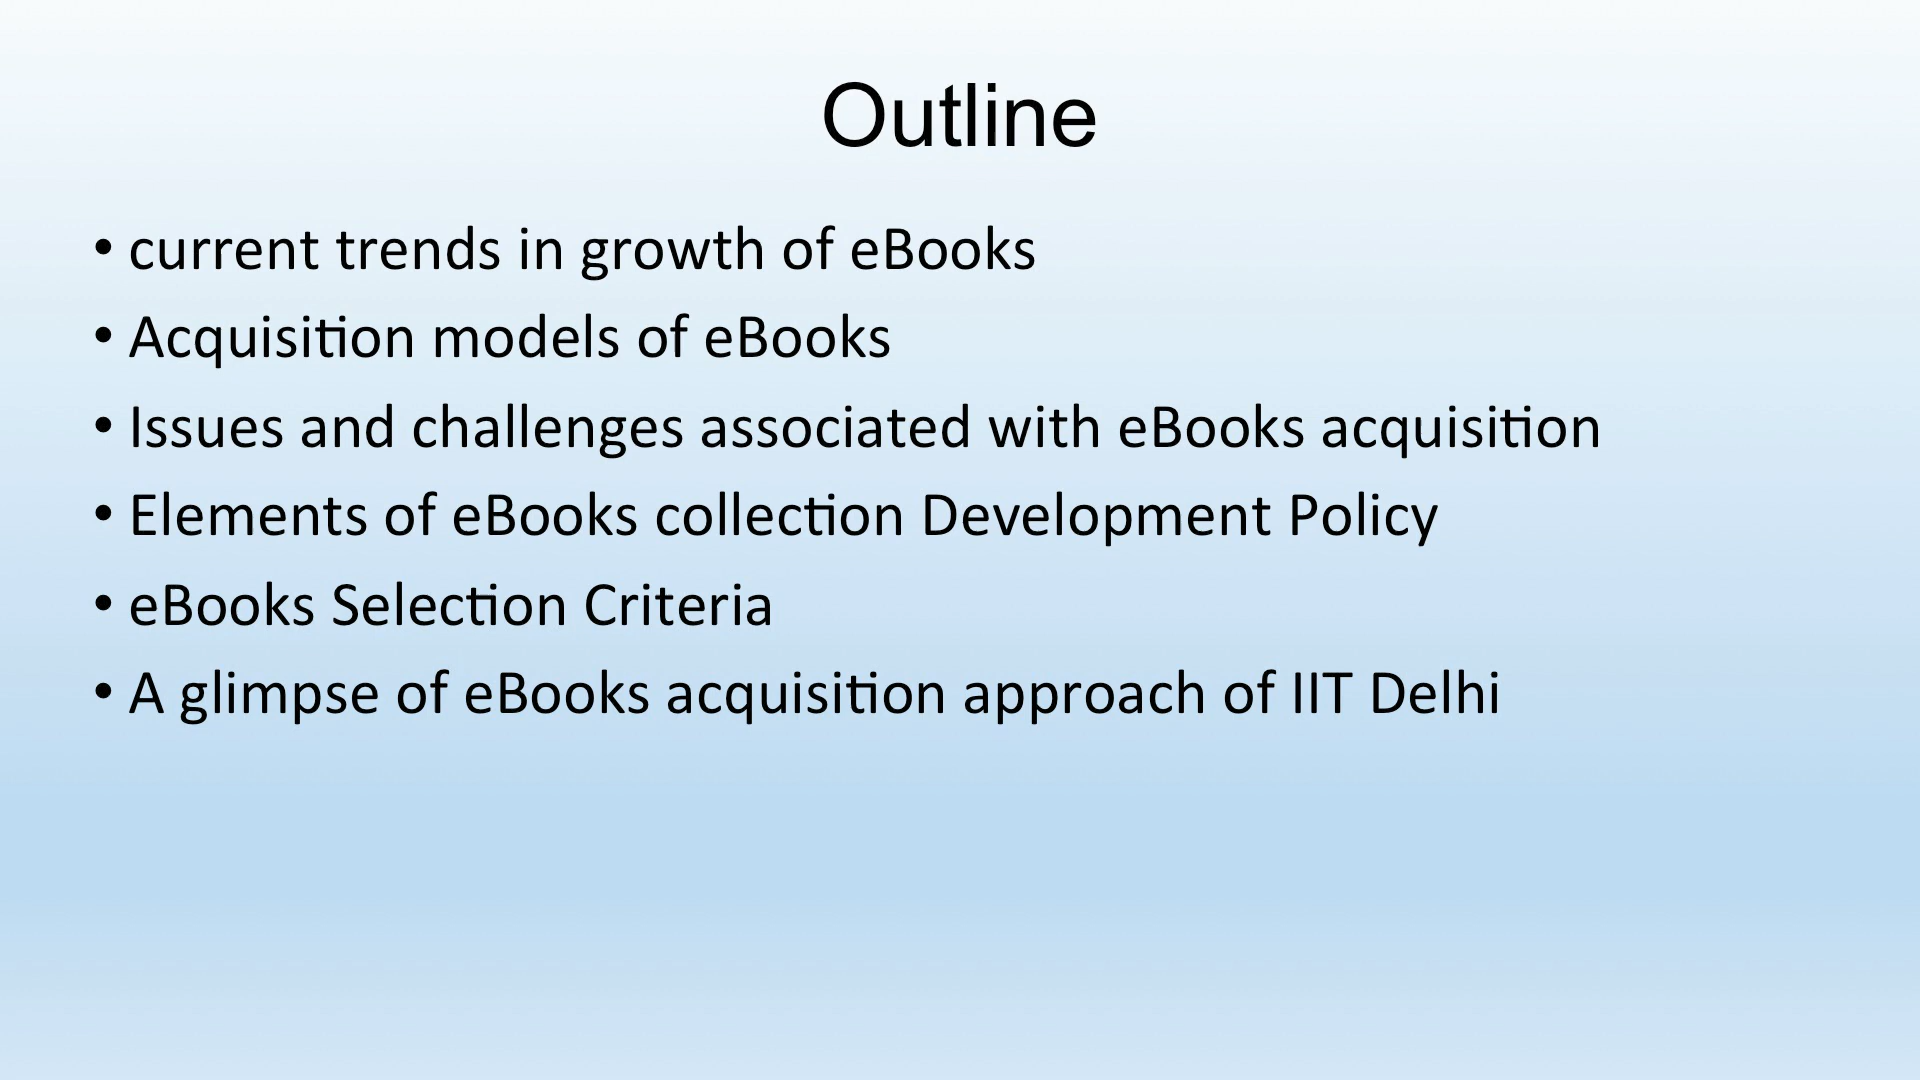 Outline
• current trends in growth of eBooks
• Acquisition models of eBooks
• Issues and challenges associated with eBooks acquisition
• Elements of eBooks collection Development Policy
• eBooks Selection Criteria
• A glimpse of eBooks acquisition approach of IIT Delhi